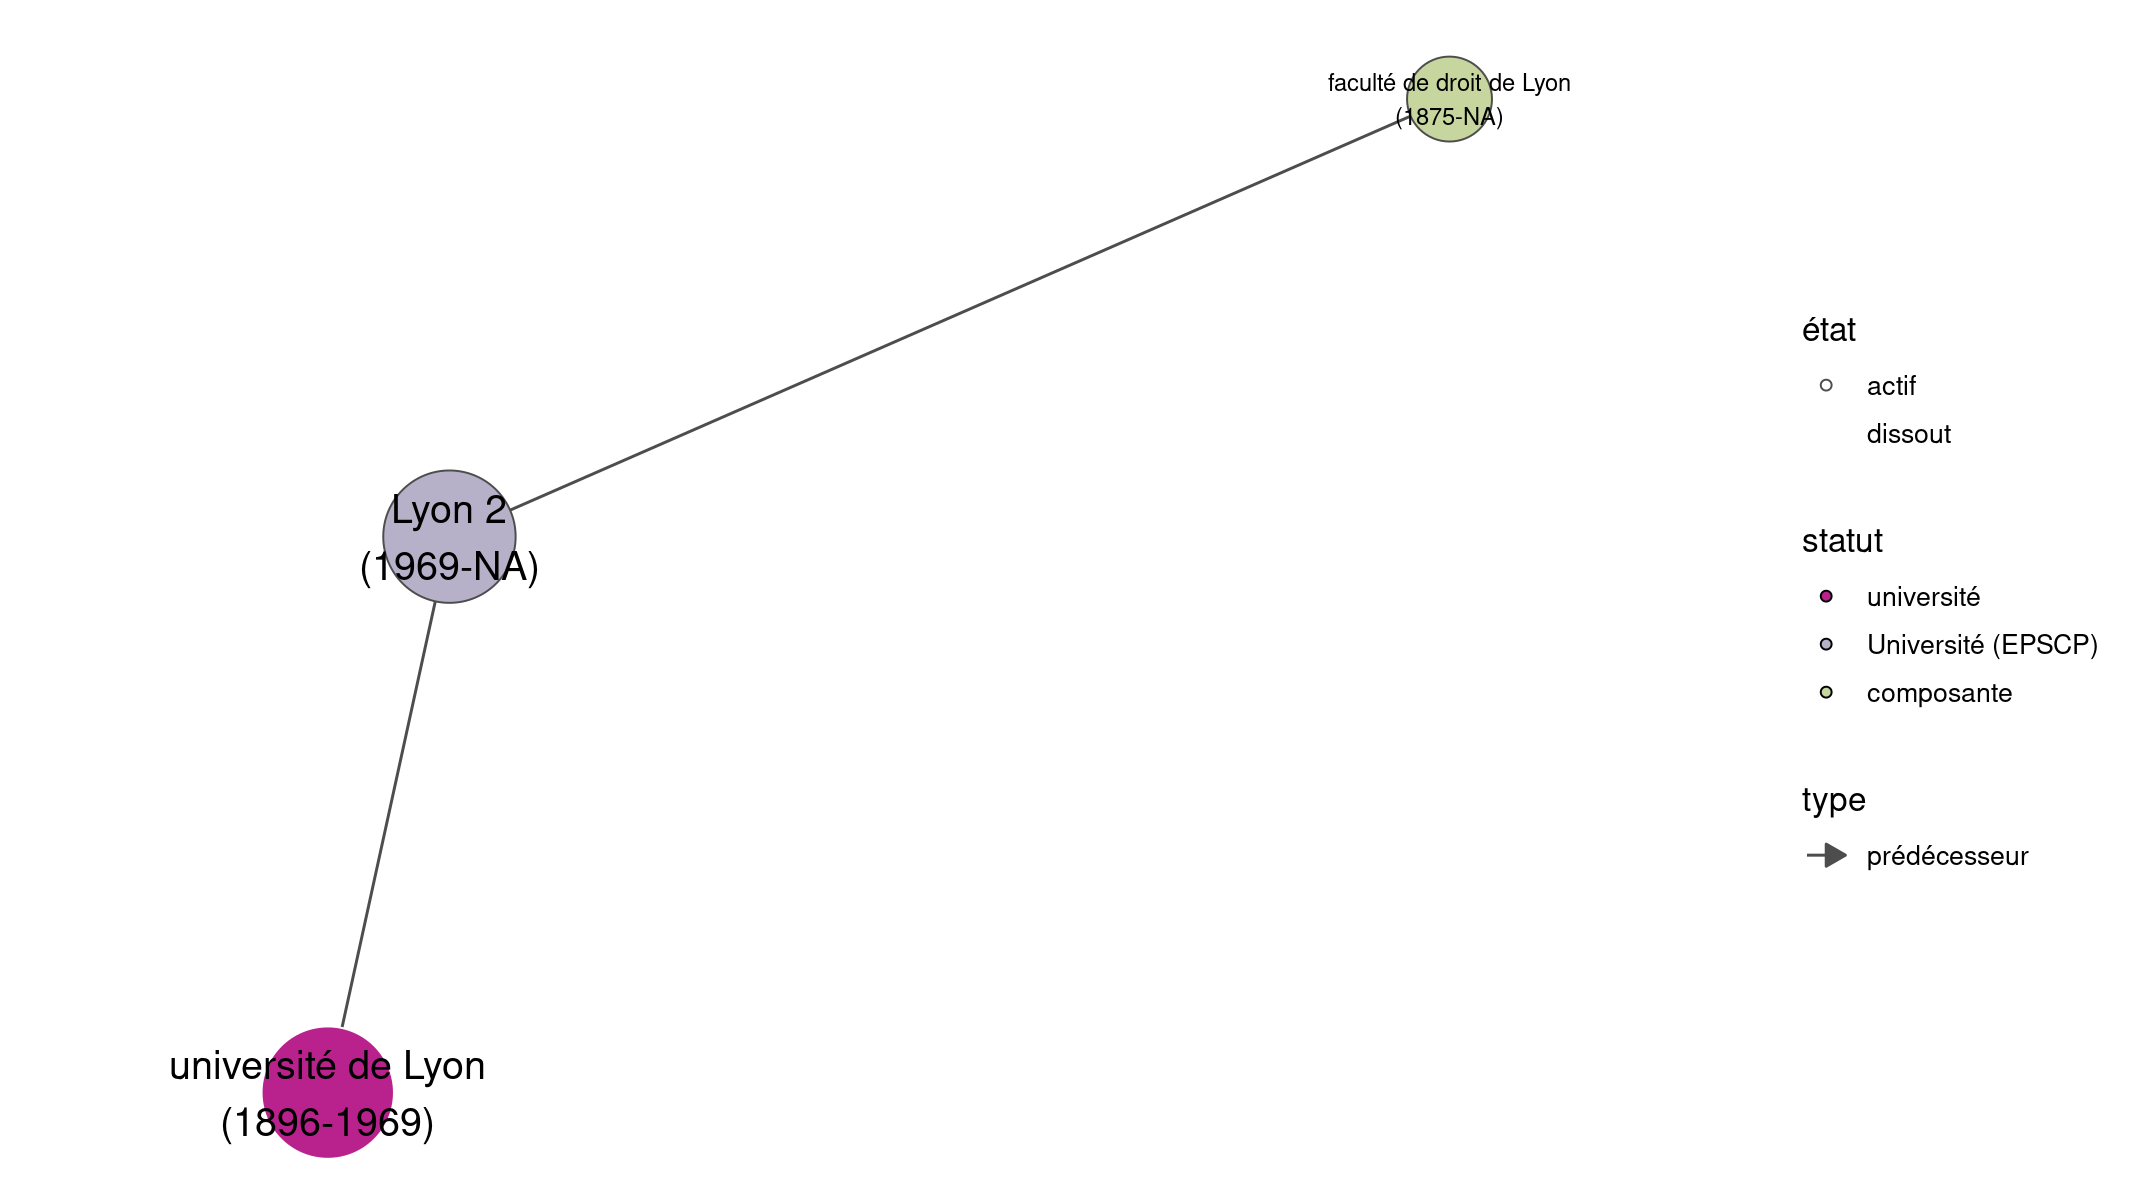 faculté de droit de Lyon
(1875-NA)
Lyon 2
(1969-NA)
université de Lyon
(1896-1969)
état
actif
dissout
statut
université
Université (EPSCP)
composante
type
prédécesseur